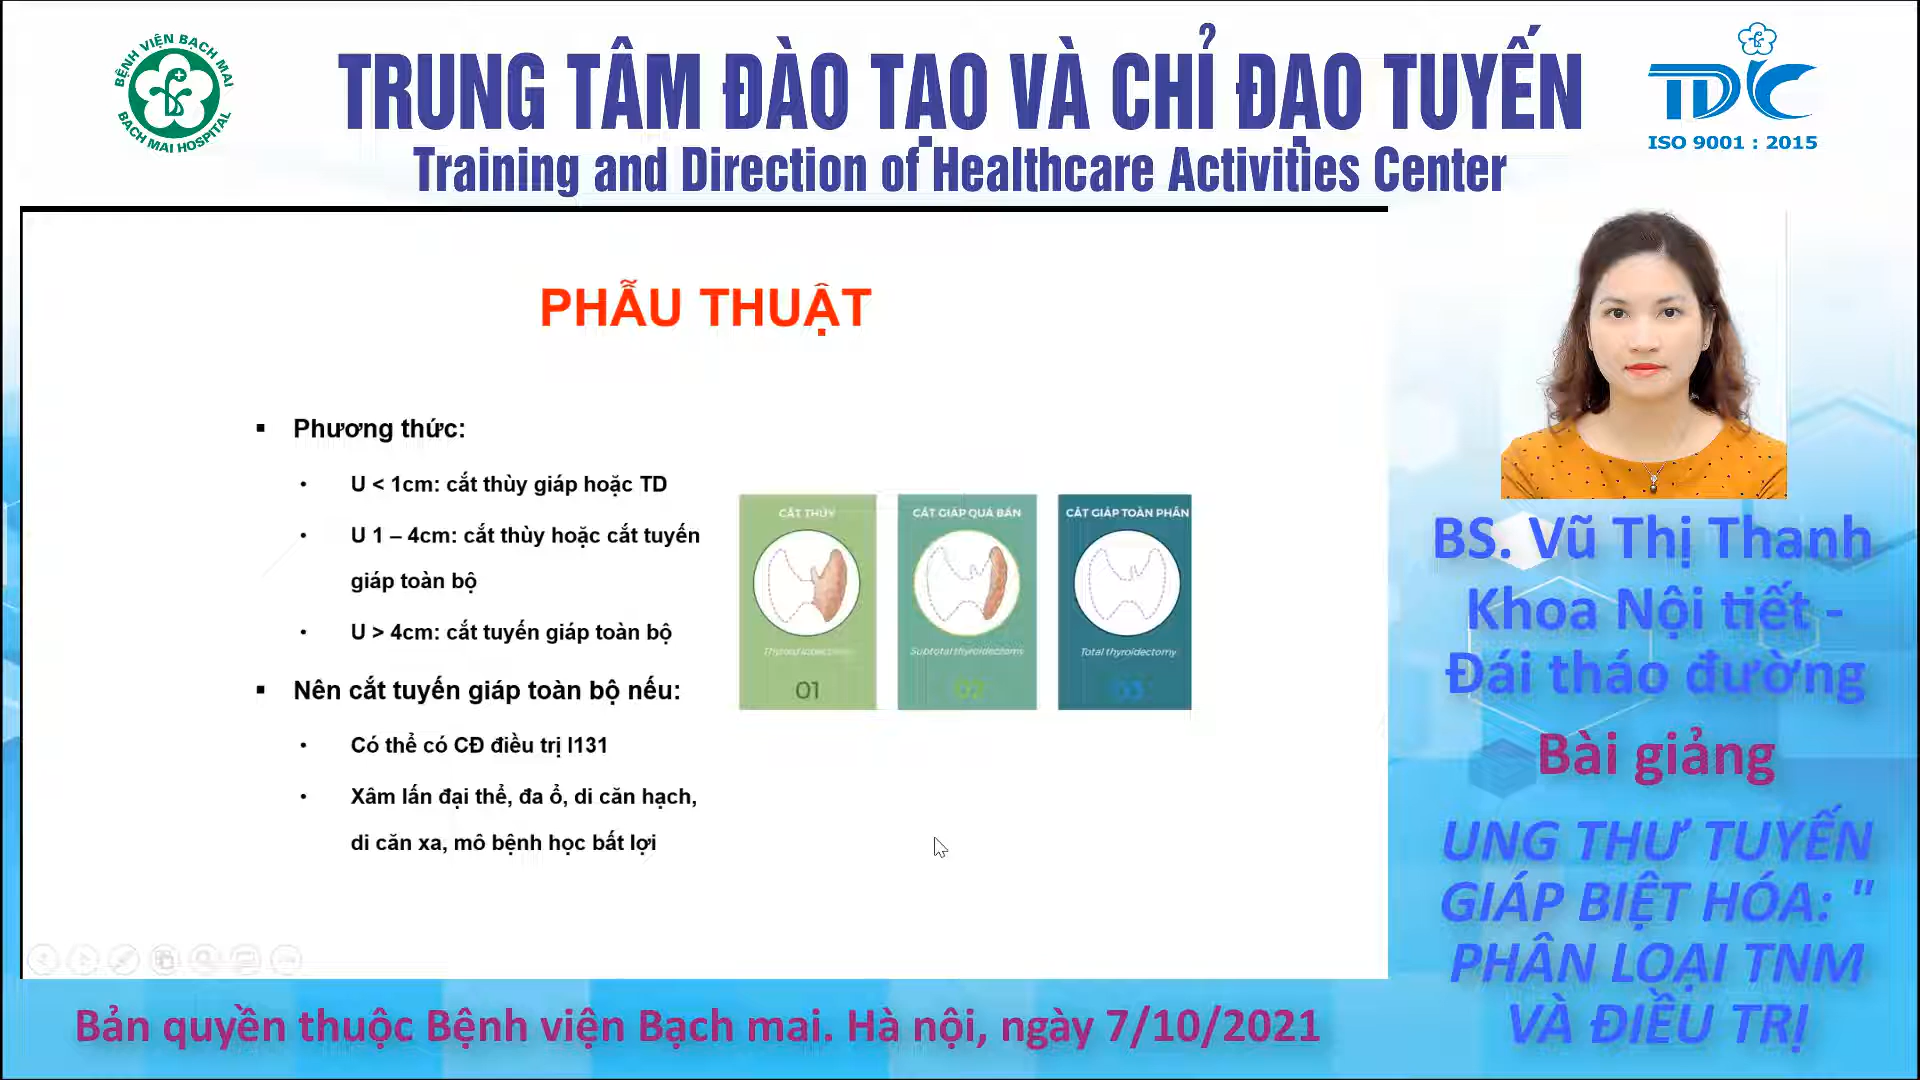 BỆNH VIỆN BẠCH MAI
BACH MAI HOSPITAL
TRUNG TÂM ĐÀO TẠO VÀ CHỈ ĐẠO TUYẾN
Training and Direction of Healthcare Activities Center
TDC
ISO 9001 : 2015
PHẪU THUẬT
▪ Phương thức:
• U < 1cm: cắt thùy giáp hoặc TD
• U 1 – 4cm: cắt thùy hoặc cắt tuyến
giáp toàn bộ
• U > 4cm: cắt tuyến giáp toàn bộ
▪ Nên cắt tuyến giáp toàn bộ nếu:
• Có thể có CĐ điều trị I131
• Xâm lấn đại thể, đa ổ, di căn hạch,
di căn xa, mô bệnh học bất lợi
CẮT THÙY
Thyroid lobectomy
01
CẮT GIÁP QUÁ BÁN
Subtotal thyroidectomy
02
CẮT GIÁP TOÀN PHẦN
Total thyroidectomy
03
BS. Vũ Thị Thanh
Khoa Nội tiết -
Đái tháo đường
Bài giảng
UNG THƯ TUYẾN
GIÁP BIỆT HÓA: "
PHÂN LOẠI TNM
VÀ ĐIỀU TRỊ
Bản quyền thuộc Bệnh viện Bạch mai. Hà nội, ngày 7/10/2021